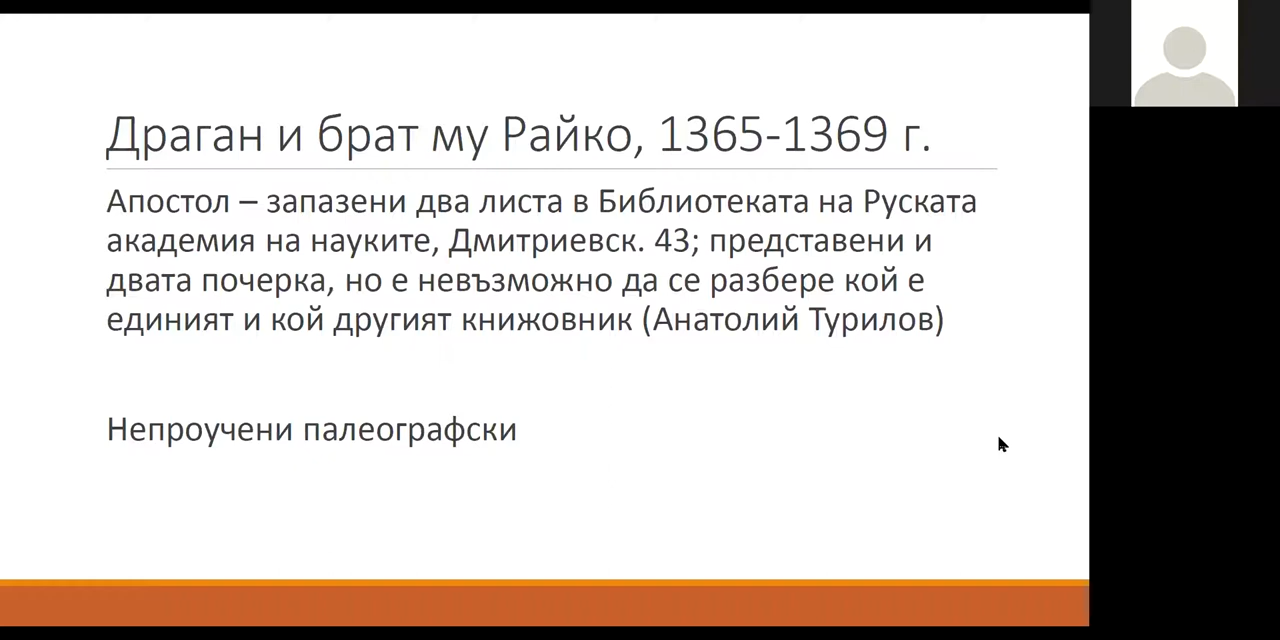 Драган и брат му Райко, 1365-1369 г.
Апостол – запазени два листа в Библиотеката на Руската
академия на науките, Дмитриевск. 43; представени и
двата почерка, но е невъзможно да се разбере кой е
единият и кой другият книжовник (Анатолий Турилов)
Непроучени палеографски